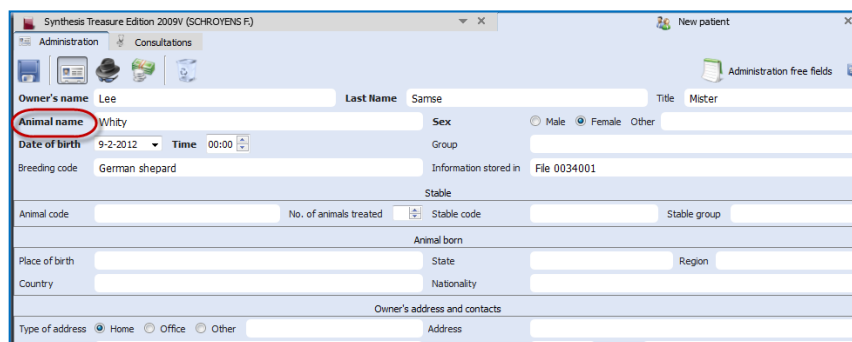 Synthesis Treasure Edition 2009V (SCHROYENS F.) New patient
Administration Consultations
Administration free fields
Owner's name Lee Last Name Samse Title Mister
Animal name Whity Sex Male Female Other
Date of birth 9-2-2012 Time 00:00 Group
Breeding code German shepard Information stored in File 0034001
Stable
Animal code No. of animals treated Stable code Stable group
Animal born
Place of birth State Region
Country Nationality
Owner's address and contacts
Type of address Home Office Other Address